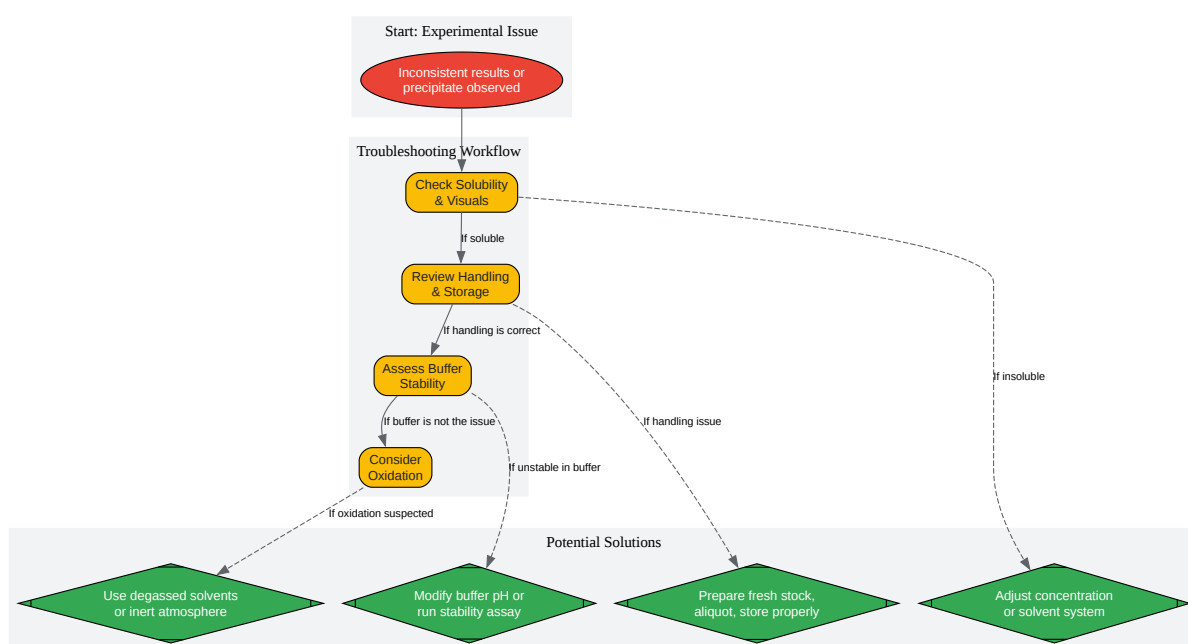 Start: Experimental Issue
Inconsistent results or
precipitate observed
Troubleshooting Workflow
Check Solubility
& Visuals
If soluble
Review Handling
& Storage
If handling is correct
If insoluble
Assess Buffer
Stability
If buffer is not the issue
If handling issue
Consider
Oxidation
If unstable in buffer
If oxidation suspected
Potential Solutions
Use degassed solvents
or inert atmosphere
Modify buffer pH or
run stability assay
Prepare fresh stock,
aliquot, store properly
Adjust concentration
or solvent system